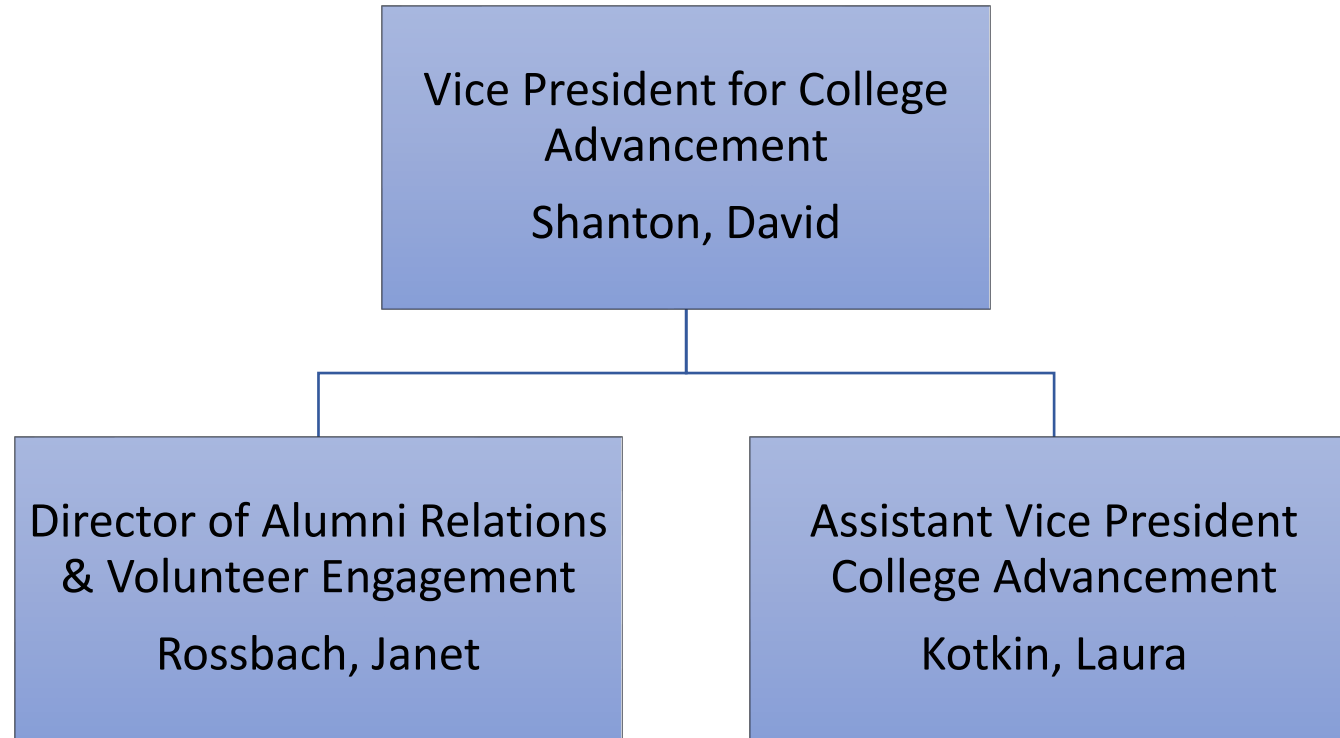 Vice President for College
Advancement
Shanton, David
Director of Alumni Relations
& Volunteer Engagement
Rossbach, Janet
Assistant Vice President
College Advancement
Kotkin, Laura